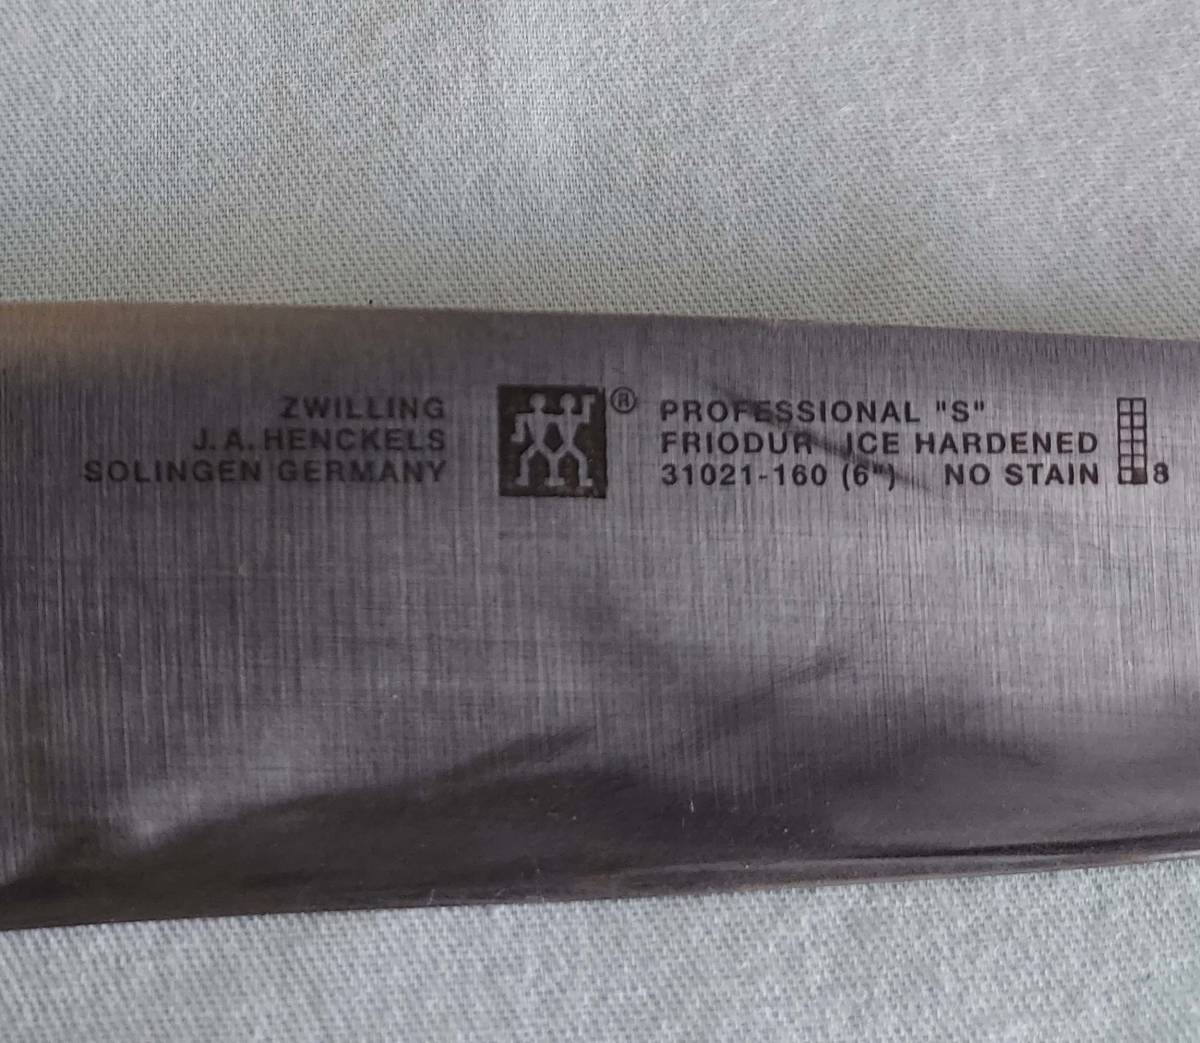 ZWILLING
J.A.HENCKELS
SOLINGEN GERMANY
®
PROFESSIONAL "S"
FRIODUR ICE HARDENED
31021-160 (6") NO STAIN
8